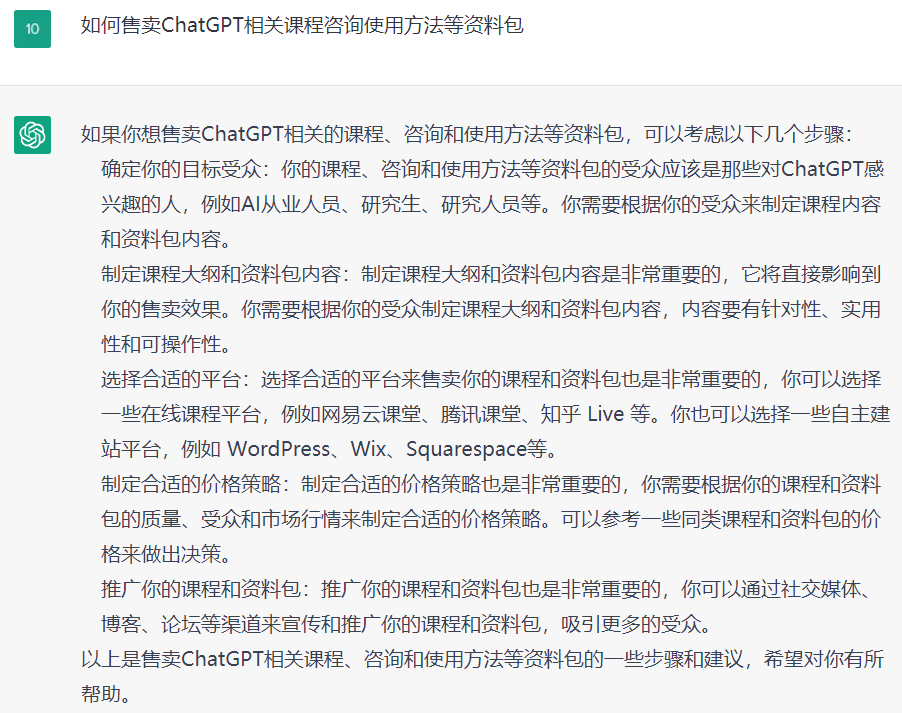 10
如何售卖ChatGPT相关课程咨询使用方法等资料包
如果你想售卖ChatGPT相关的课程、咨询和使用方法等资料包，可以考虑以下几个步骤：
确定你的目标受众：你的课程、咨询和使用方法等资料包的受众应该是那些对ChatGPT感
兴趣的人，例如AI从业人员、研究生、研究人员等。你需要根据你的受众来制定课程内容
和资料包内容。
制定课程大纲和资料包内容：制定课程大纲和资料包内容是非常重要的，它将直接影响到
你的售卖效果。你需要根据你的受众制定课程大纲和资料包内容，内容要有针对性、实用
性和可操作性。
选择合适的平台：选择合适的平台来售卖你的课程和资料包也是非常重要的，你可以选择
一些在线课程平台，例如网易云课堂、腾讯课堂、知乎 Live 等。你也可以选择一些自主建
站平台，例如 WordPress、Wix、Squarespace等。
制定合适的价格策略：制定合适的价格策略也是非常重要的，你需要根据你的课程和资料
包的质量、受众和市场行情来制定合适的价格策略。可以参考一些同类课程和资料包的价
格来做出决策。
推广你的课程和资料包：推广你的课程和资料包也是非常重要的，你可以通过社交媒体、
博客、论坛等渠道来宣传和推广你的课程和资料包，吸引更多的受众。
以上是售卖ChatGPT相关课程、咨询和使用方法等资料包的一些步骤和建议，希望对你有所
帮助。